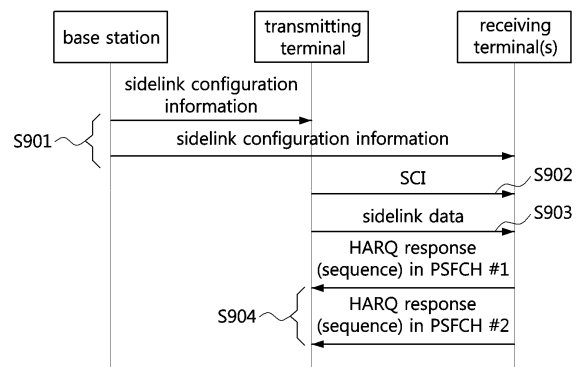 base station
transmitting
terminal
receiving
terminal(s)
sidelink configuration
information
S901
sidelink configuration information
SCI
S902
sidelink data
S903
HARQ response
(sequence) in PSFCH #1
S904
HARQ response
(sequence) in PSFCH #2